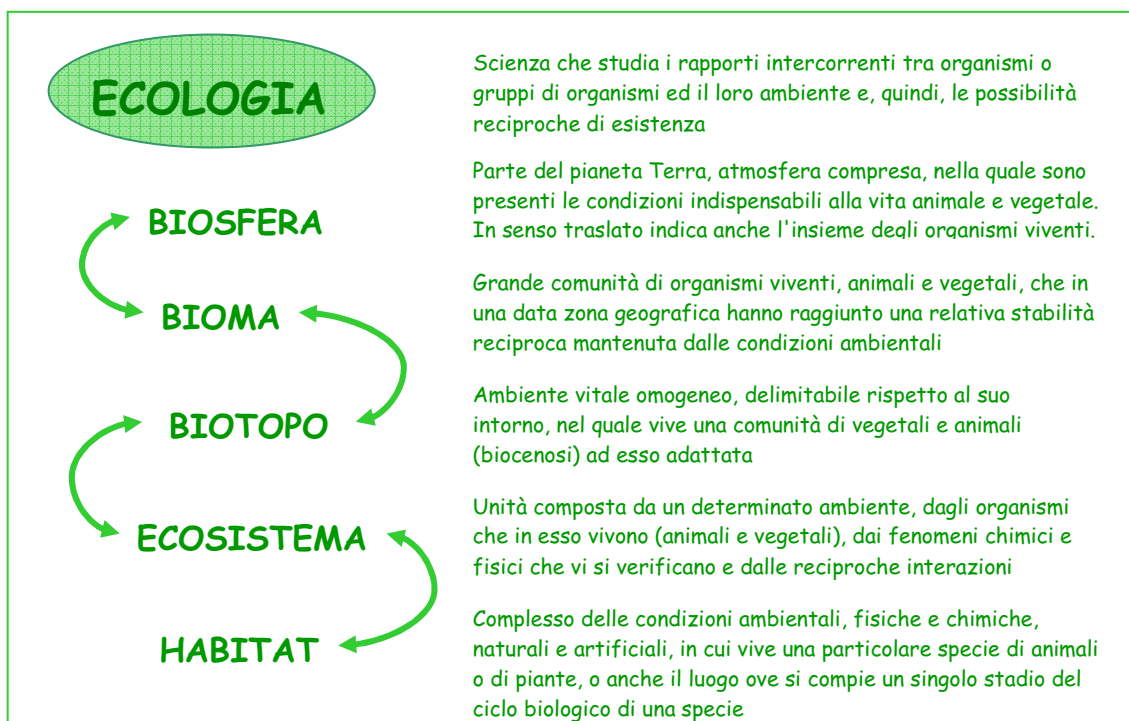 ECOLOGIA
Scienza che studia i rapporti intercorrenti tra organismi o
gruppi di organismi ed il loro ambiente e, quindi, le possibilità
reciproche di esistenza
BIOSFERA
Parte del pianeta Terra, atmosfera compresa, nella quale sono
presenti le condizioni indispensabili alla vita animale e vegetale.
In senso traslato indica anche l'insieme degli organismi viventi.
BIOMA
Grande comunità di organismi viventi, animali e vegetali, che in
una data zona geografica hanno raggiunto una relativa stabilità
reciproca mantenuta dalle condizioni ambientali
BIOTOPO
Ambiente vitale omogeneo, delimitabile rispetto al suo
intorno, nel quale vive una comunità di vegetali e animali
(biocenosi) ad esso adattata
ECOSISTEMA
Unità composta da un determinato ambiente, dagli organismi
che in esso vivono (animali e vegetali), dai fenomeni chimici e
fisici che vi si verificano e dalle reciproche interazioni
HABITAT
Complesso delle condizioni ambientali, fisiche e chimiche,
naturali e artificiali, in cui vive una particolare specie di animali
o di piante, o anche il luogo ove si compie un singolo stadio del
ciclo biologico di una specie